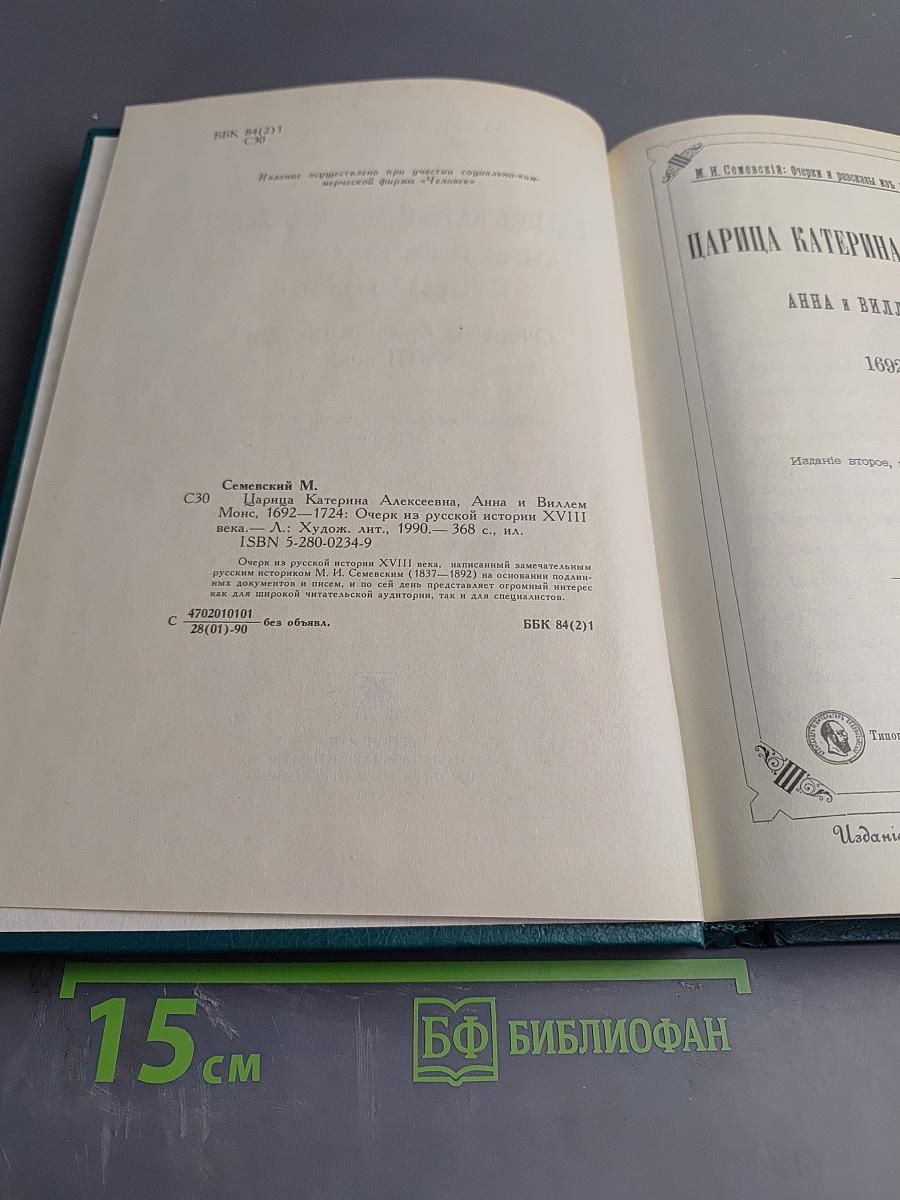 ББК 84(2)1
С30
Издание осуществлено при участии социально-ком-
мерческой фирмы «Человек»
Семевский М.
С30 Царица Катерина Алексеевна, Анна и Виллем
Монс, 1692—1724: Очерк из русской истории XVIII
века.— Л.: Худож. лит., 1990.— 368 с., ил.
ISBN 5-280-0234-9
Очерк из русской истории XVIII века, написанный замечательным
русским историком М. И. Семевским (1837—1892) на основании подлин-
ных документов и писем, и по сей день представляет огромный интерес
как для широкой читательской аудитории, так и для специалистов.
С 4702010101
28(01)-90 без объявл. ББК 84(2)1
М. И. Семевскій: Очерки и разсказы изъ
ЦАРИЦА КАТЕРИНА
АННА и ВИЛЛ
1692
Изданіе второе,
Типог
Изданіе
15 см
БФ БИБЛИОФАН